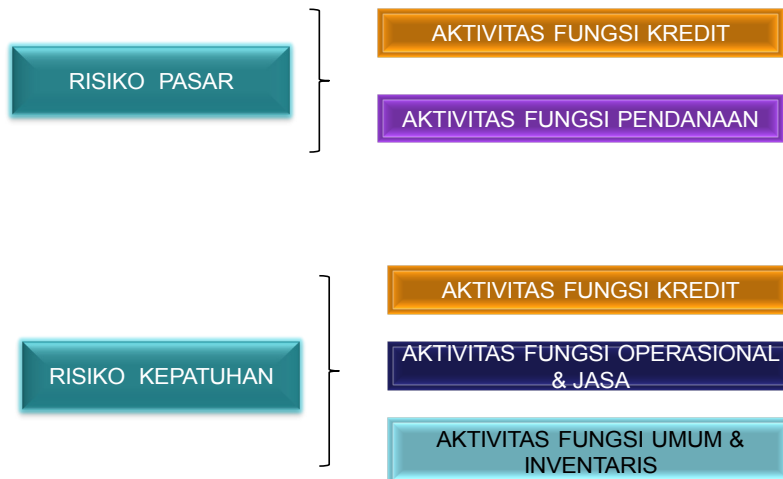 RISIKO PASAR
AKTIVITAS FUNGSI KREDIT
AKTIVITAS FUNGSI PENDANAAN
RISIKO KEPATUHAN
AKTIVITAS FUNGSI KREDIT
AKTIVITAS FUNGSI OPERASIONAL
& JASA
AKTIVITAS FUNGSI UMUM &
INVENTARIS